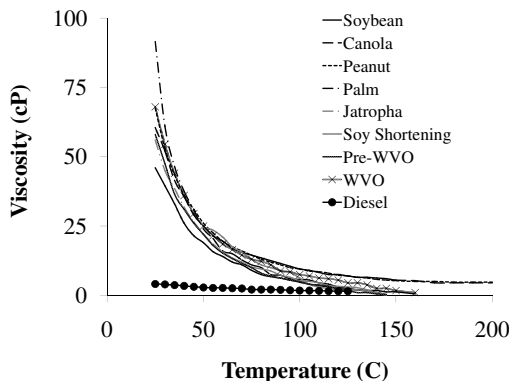 100
75
50
25
0
Viscosity (cP)
Soybean
Canola
Peanut
Palm
Jatropha
Soy Shortening
Pre-WVO
WVO
Diesel
0 50 100 150 200
Temperature (C)